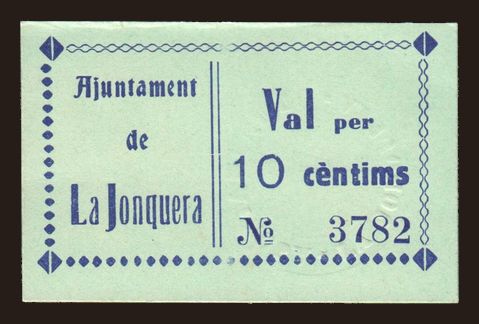 Ajuntament
de
La Jonquera
Val per
10 cèntims
Nº 3782